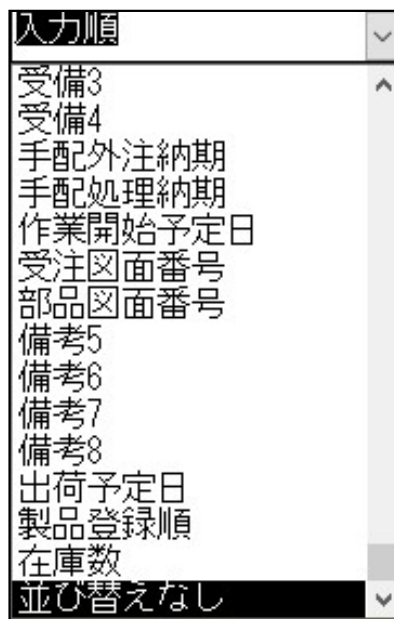 入力順
受備3
受備4
手配外注納期
手配処理納期
作業開始予定日
受注図面番号
部品図面番号
備考5
備考6
備考7
備考8
出荷予定日
製品登録順
在庫数
並び替えなし